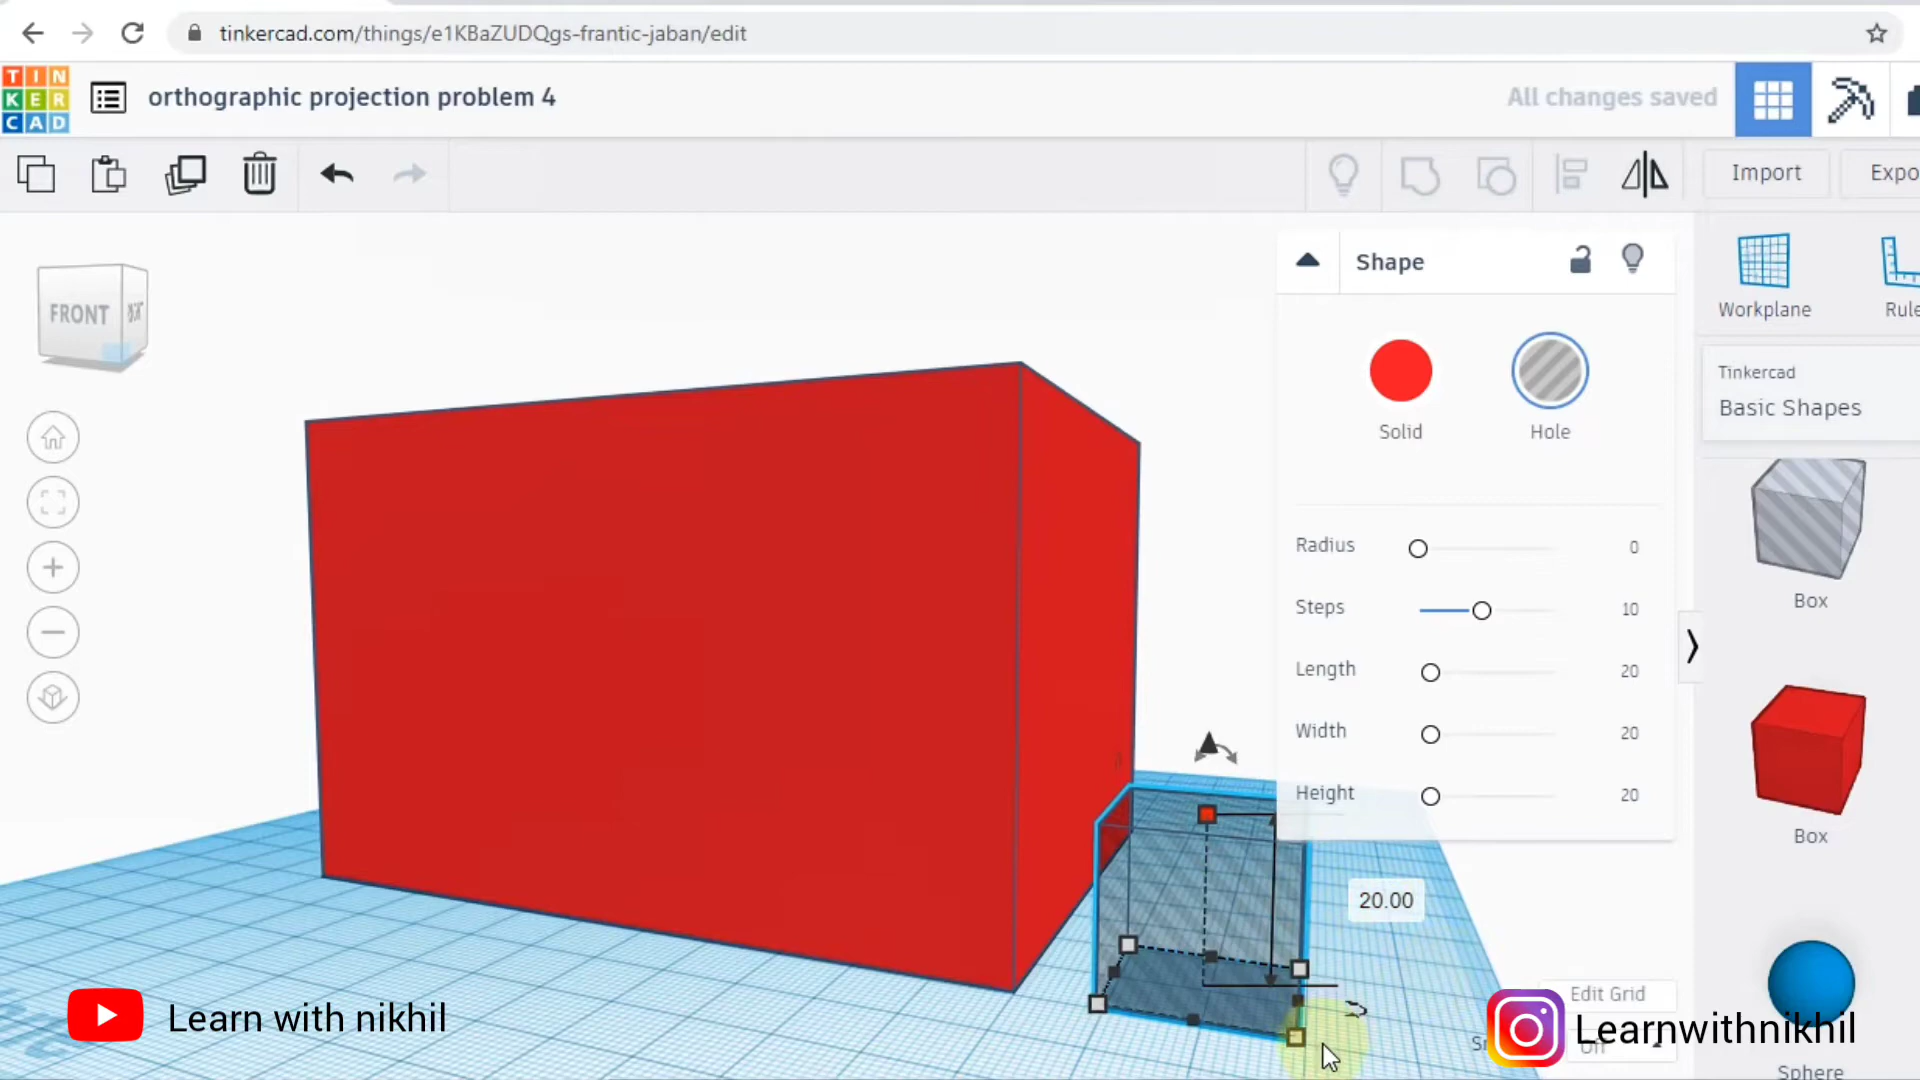 tinkercad.com/things/e1KBaZUDQgs-frantic-jaban/edit
TIN
KER
CAD
orthographic projection problem 4
All changes saved
Import
Expo
FRONT
Shape
Solid
Hole
Radius
0
Steps
10
Length
20
Width
20
Height
20
20.00
Workplane
Rule
Tinkercad
Basic Shapes
Box
Box
Edit Grid
Off
Sphere
Learn with nikhil
Learnwithnikhil